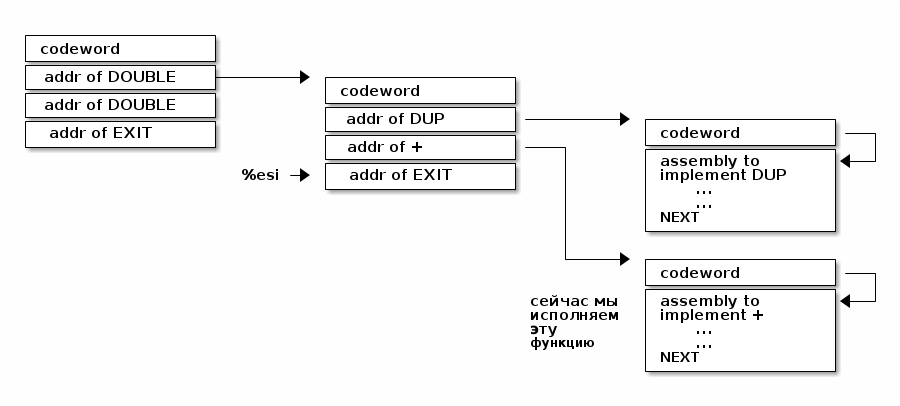 codeword
addr of DOUBLE
addr of DOUBLE
addr of EXIT
codeword
addr of DUP
addr of +
%esi
addr of EXIT
codeword
assembly to
implement DUP
...
...
NEXT
codeword
сейчас мы
исполняем
эту
функцию
assembly to
implement +
...
...
NEXT